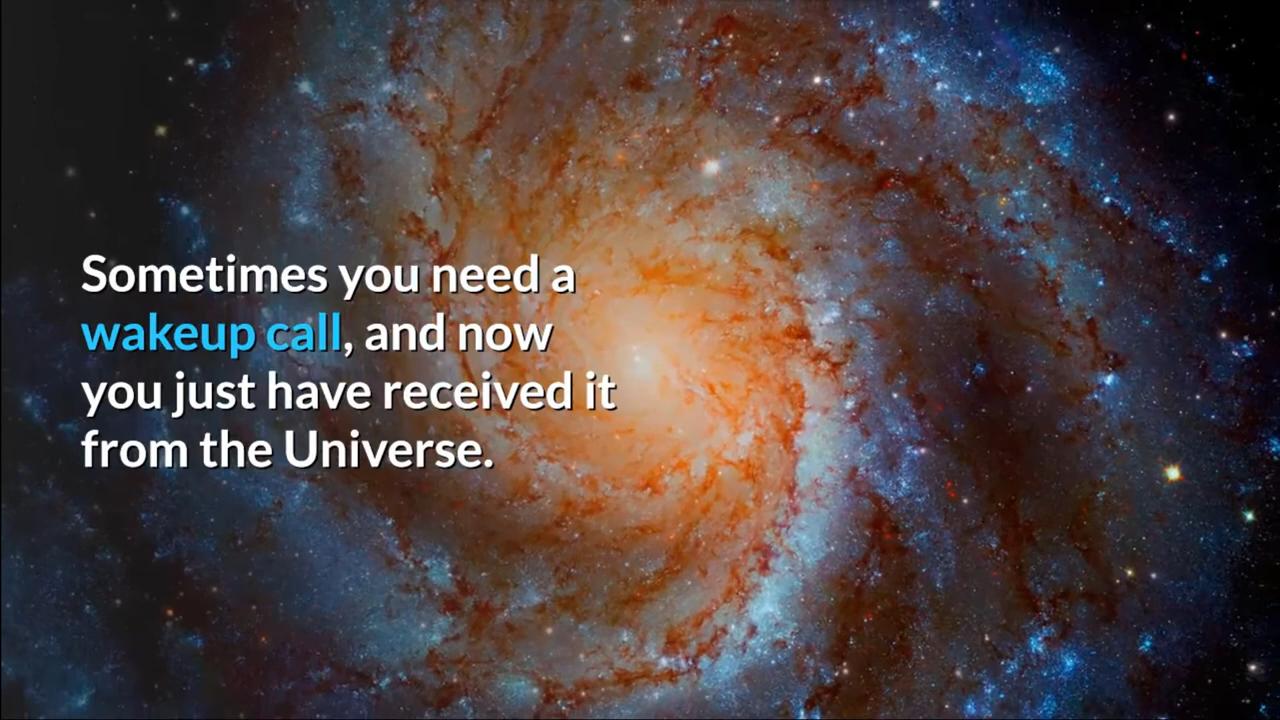 Sometimes you need a
wakeup call, and now
you just have received it
from the Universe.